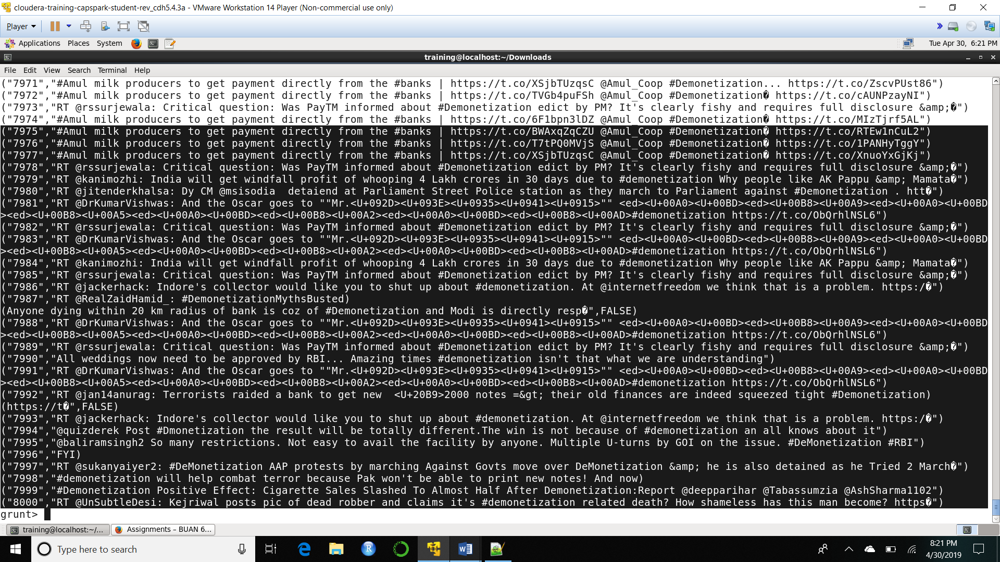 cloudera-training-capspark-student-rev_cdh5.4.3a - VMware Workstation 14 Player (Non-commercial use only)
Player
Applications Places System Tue Apr 30, 6:21 PM
training@localhost:~/Downloads
File Edit View Search Terminal Help
("7971","#Amul milk producers to get payment directly from the #banks | https://t.co/XSjbTUzqsC @Amul_Coop #Demonetization... https://t.co/ZscvPUst86")
("7972","#Amul milk producers to get payment directly from the #banks | https://t.co/TVGb4puFSh @Amul_Coop #Demonetization� https://t.co/cAUNPzayNI")
("7973","RT @rssurjewala: Critical question: Was PayTM informed about #Demonetization edict by PM? It's clearly fishy and requires full disclosure &amp;�")
("7974","#Amul milk producers to get payment directly from the #banks | https://t.co/6F1bpn3lDZ @Amul_Coop #Demonetization� https://t.co/MIzTjrf5AL")
("7975","#Amul milk producers to get payment directly from the #banks | https://t.co/BWAxqZqCZU @Amul_Coop #Demonetization� https://t.co/RTEw1nCuL2")
("7976","#Amul milk producers to get payment directly from the #banks | https://t.co/T7tPQ0MVjS @Amul_Coop #Demonetization� https://t.co/1PANHyTggY")
("7977","#Amul milk producers to get payment directly from the #banks | https://t.co/XSjbTUzqsC @Amul_Coop #Demonetization� https://t.co/XnuoYxGjKj")
("7978","RT @rssurjewala: Critical question: Was PayTM informed about #Demonetization edict by PM? It's clearly fishy and requires full disclosure &amp;�")
("7979","RT @kanimozhi: India will get windfall profit of whooping 4 Lakh crores in 30 days due to #demonetization Why people like AK Pappu &amp; Mamata�")
("7980","RT @jitenderkhalsa: Dy CM @msisodia  detaiend at Parliament Street Police station as they march to Parliament against #Demonetization . htt�")
("7981","RT @DrKumarVishwas: And the Oscar goes to ""Mr.<U+092D><U+093E><U+0935><U+0941><U+0915>"" <ed><U+00A0><U+00BD><ed><U+00B8><U+00A9><ed><U+00A0><U+00BD
><ed><U+00B8><U+00A5><ed><U+00A0><U+00BD><ed><U+00B8><U+00A2><ed><U+00A0><U+00BD><ed><U+00B8><U+00AD>#demonetization https://t.co/ObQrhlNSL6")
("7982","RT @rssurjewala: Critical question: Was PayTM informed about #Demonetization edict by PM? It's clearly fishy and requires full disclosure &amp;�")
("7983","RT @DrKumarVishwas: And the Oscar goes to ""Mr.<U+092D><U+093E><U+0935><U+0941><U+0915>"" <ed><U+00A0><U+00BD><ed><U+00B8><U+00A9><ed><U+00A0><U+00BD
><ed><U+00B8><U+00A5><ed><U+00A0><U+00BD><ed><U+00B8><U+00A2><ed><U+00A0><U+00BD><ed><U+00B8><U+00AD>#demonetization https://t.co/ObQrhlNSL6")
("7984","RT @kanimozhi: India will get windfall profit of whooping 4 Lakh crores in 30 days due to #demonetization Why people like AK Pappu &amp; Mamata�")
("7985","RT @rssurjewala: Critical question: Was PayTM informed about #Demonetization edict by PM? It's clearly fishy and requires full disclosure &amp;�")
("7986","RT @jackerhack: Indore's collector would like you to shut up about #demonetization. At @internetfreedom we think that is a problem. https:/�")
("7987","RT @RealZaidHamid_: #DemonetizationMythsBusted)
(Anyone dying within 20 km radius of bank is coz of #Demonetization and Modi is directly resp�",FALSE)
("7988","RT @DrKumarVishwas: And the Oscar goes to ""Mr.<U+092D><U+093E><U+0935><U+0941><U+0915>"" <ed><U+00A0><U+00BD><ed><U+00B8><U+00A9><ed><U+00A0><U+00BD
><ed><U+00B8><U+00A5><ed><U+00A0><U+00BD><ed><U+00B8><U+00A2><ed><U+00A0><U+00BD><ed><U+00B8><U+00AD>#demonetization https://t.co/ObQrhlNSL6")
("7989","RT @rssurjewala: Critical question: Was PayTM informed about #Demonetization edict by PM? It's clearly fishy and requires full disclosure &amp;�")
("7990","All weddings now need to be approved by RBI... Amazing times #demonetization isn't that what we are understanding")
("7991","RT @DrKumarVishwas: And the Oscar goes to ""Mr.<U+092D><U+093E><U+0935><U+0941><U+0915>"" <ed><U+00A0><U+00BD><ed><U+00B8><U+00A9><ed><U+00A0><U+00BD
><ed><U+00B8><U+00A5><ed><U+00A0><U+00BD><ed><U+00B8><U+00A2><ed><U+00A0><U+00BD><ed><U+00B8><U+00AD>#demonetization https://t.co/ObQrhlNSL6")
("7992","RT @jan14anurag: Terrorists raided a bank to get new  <U+20B9>2000 notes =&gt; their old finances are indeed squeezed tight #Demonetization)
(https://t�",FALSE)
("7993","RT @jackerhack: Indore's collector would like you to shut up about #demonetization. At @internetfreedom we think that is a problem. https:/�")
("7994","@quizderek Post #Dmonetization the result will be totally different.The win is not because of #demonetization an all knows about it")
("7995","@baliramsingh2 So many restrictions. Not easy to avail the facility by anyone. Multiple U-turns by GOI on the issue. #DeMonetization #RBI")
("7996","FYI)
("7997","RT @sukanyaiyer2: #DeMonetization AAP protests by marching Against Govts move over DeMonetization &amp; he is also detained as he Tried 2 March�")
("7998","#demonetization will help combat terror because Pak won't be able to print new notes! And now)
("7999","#Demonetization Positive Effect: Cigarette Sales Slashed To Almost Half After Demonetization:Report @deepparihar @Tabassumzia @AshSharma1102")
("8000","RT @UnSubtleDesi: Kejriwal posts pic of dead robber and claims it's #demonetization related death? How shameless has this man become? https�")
grunt>
training@localhost:~/... Assignments – BUAN 6...
Type here to search
8:21 PM
4/30/2019